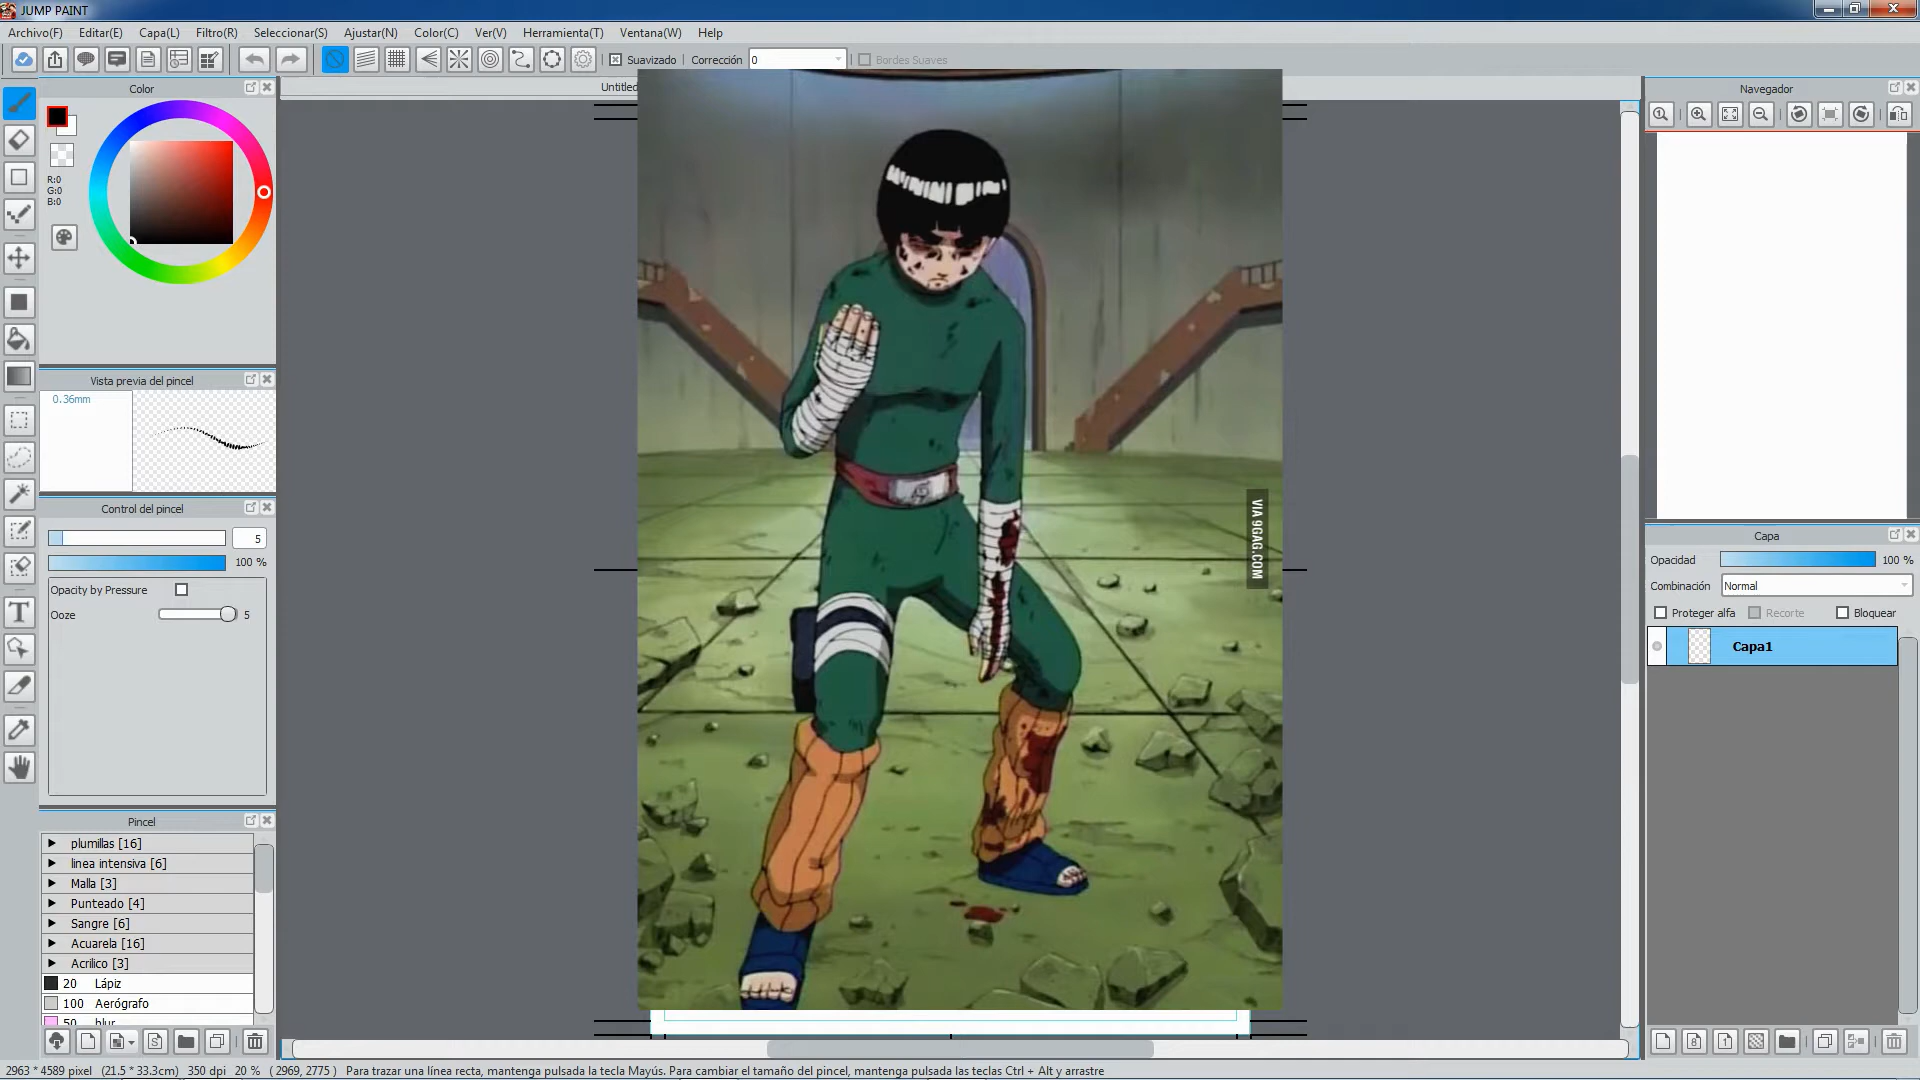 JUMP PAINT
Archivo(F) Editar(E) Capa(L) Filtro(R) Seleccionar(S) Ajustar(N) Color(C) Ver(V) Herramienta(T) Ventana(W) Help
Suavizado Corrección 0 Bordes Suaves
Color
Untitled
Navegador
R:0
G:0
B:0
Vista previa del pincel
0.36mm
Control del pincel
5
100 %
Opacity by Pressure
Ooze 5
Pincel
plumillas [16]
linea intensiva [6]
Malla [3]
Punteado [4]
Sangre [6]
Acuarela [16]
Acrilico [3]
20 Lápiz
100 Aerógrafo
50 blur
VIA 9GAG.COM
Capa
Opacidad 100 %
Combinación Normal
Proteger alfa Recorte Bloquear
Capa1
2963 * 4589 pixel (21.5 * 33.3cm) 350 dpi 20 % ( 2969, 2775 ) Para trazar una línea recta, mantenga pulsada la tecla Mayús. Para cambiar el tamaño del pincel, mantenga pulsada las teclas Ctrl + Alt y arrastre